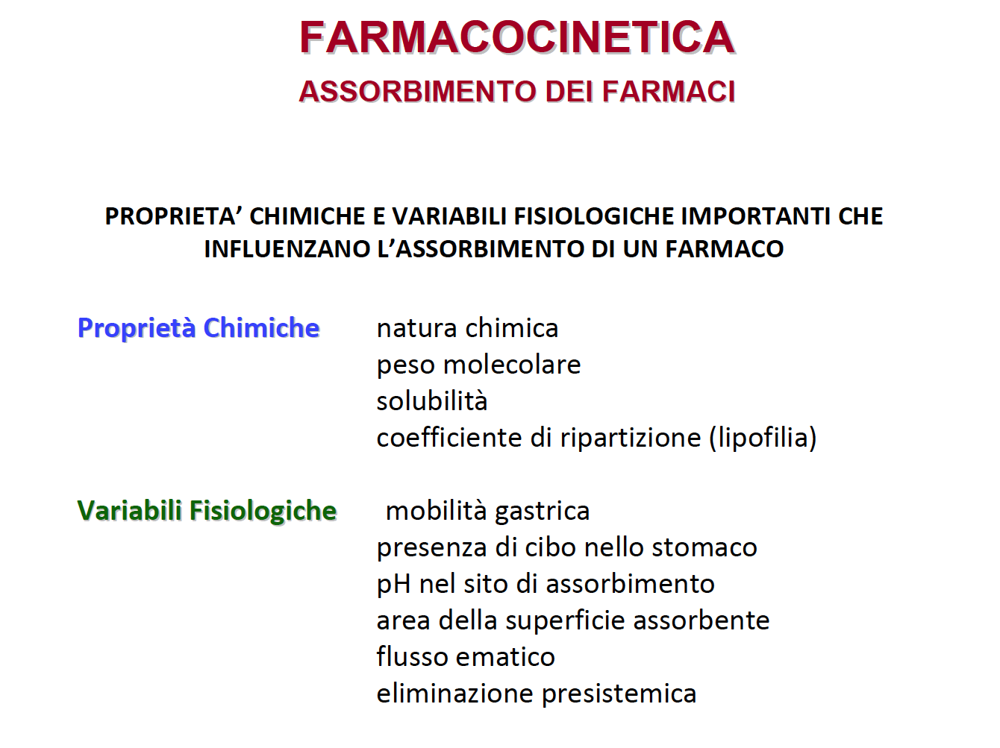 FARMACOCINETICA
ASSORBIMENTO DEI FARMACI
PROPRIETA’ CHIMICHE E VARIABILI FISIOLOGICHE IMPORTANTI CHE
INFLUENZANO L’ASSORBIMENTO DI UN FARMACO
Proprietà Chimiche natura chimica
peso molecolare
solubilità
coefficiente di ripartizione (lipofilia)
Variabili Fisiologiche mobilità gastrica
presenza di cibo nello stomaco
pH nel sito di assorbimento
area della superficie assorbente
flusso ematico
eliminazione presistemica